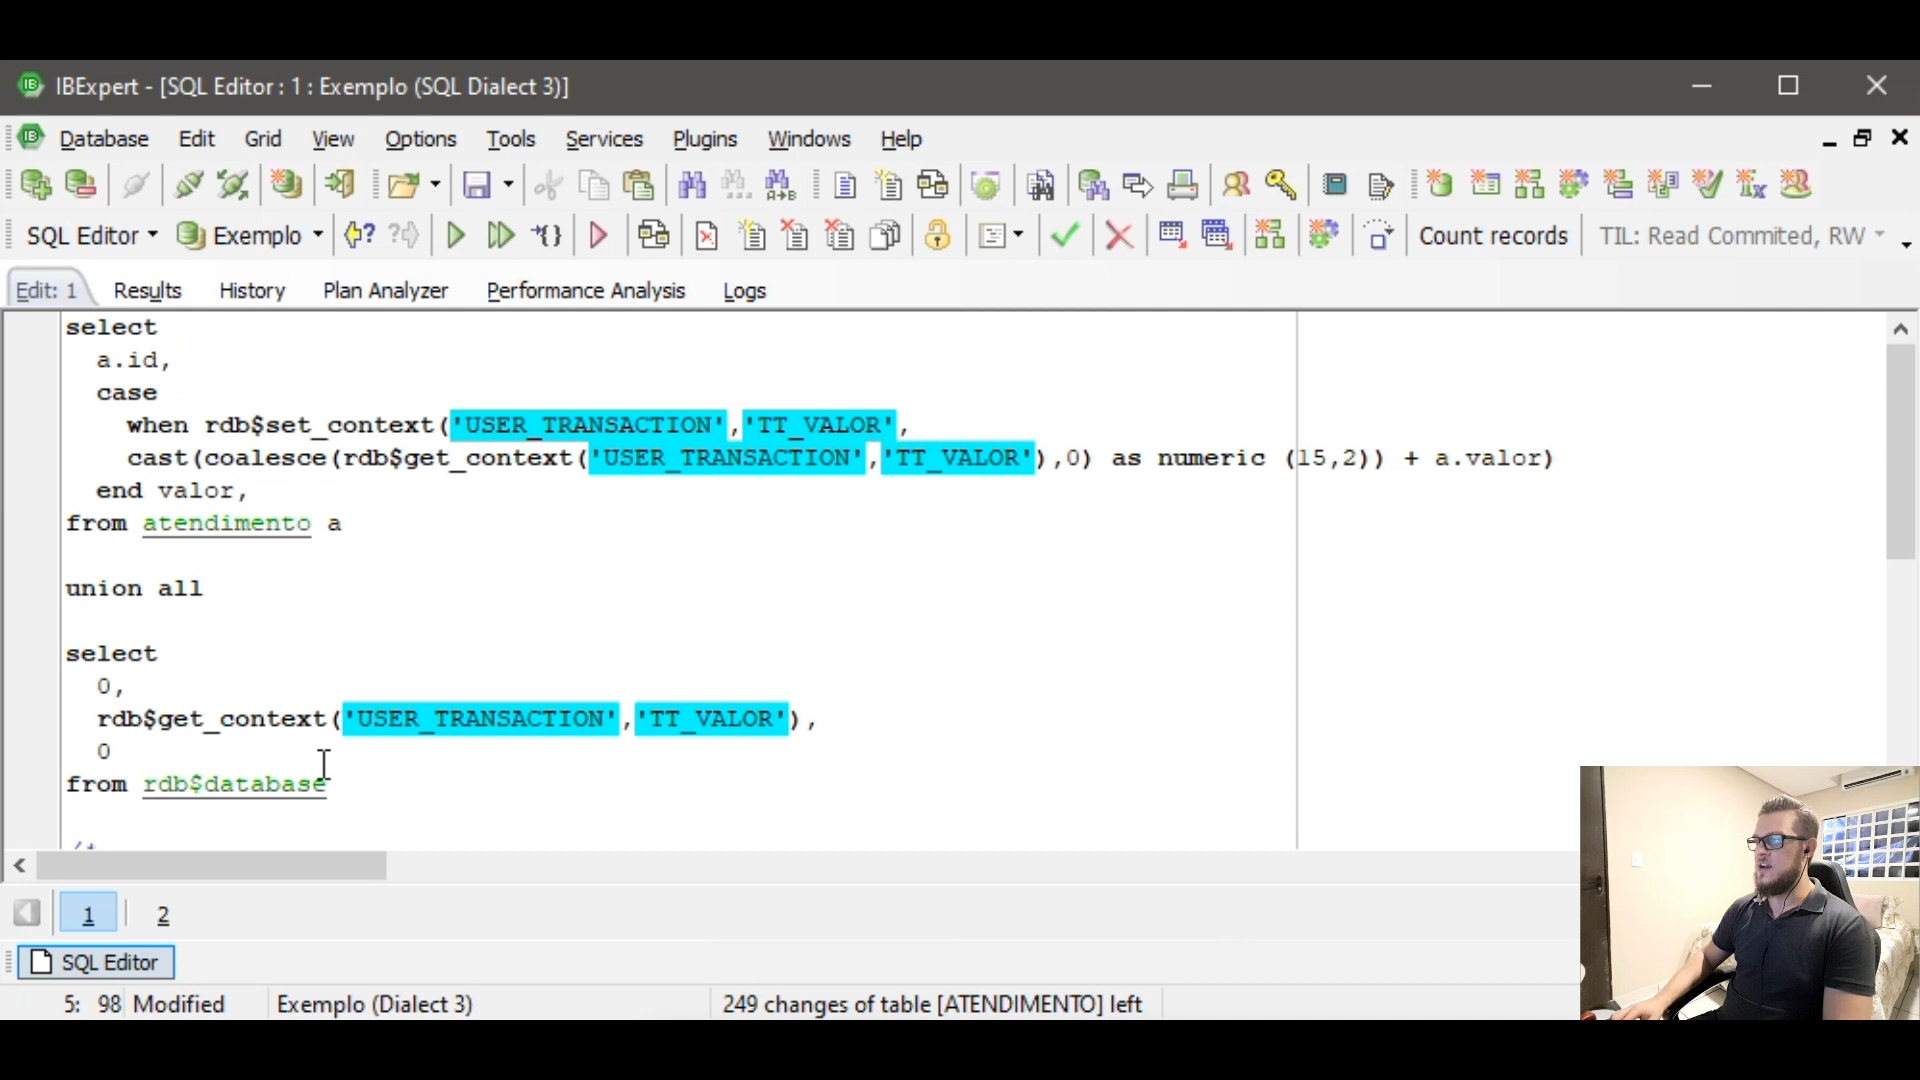 IBExpert - [SQL Editor : 1 : Exemplo (SQL Dialect 3)]
Database Edit Grid View Options Tools Services Plugins Windows Help
SQL Editor Exemplo Count records TIL: Read Commited, RW
Edit: 1 Results History Plan Analyzer Performance Analysis Logs
select
a.id,
case
when rdb$set_context('USER_TRANSACTION','TT_VALOR',
cast(coalesce(rdb$get_context('USER_TRANSACTION','TT_VALOR'),0) as numeric (15,2)) + a.valor)
end valor,
from atendimento a
union all
select
0,
rdb$get_context('USER_TRANSACTION','TT_VALOR'),
0
from rdb$database
1 2
SQL Editor
5: 98 Modified Exemplo (Dialect 3) 249 changes of table [ATENDIMENTO] left